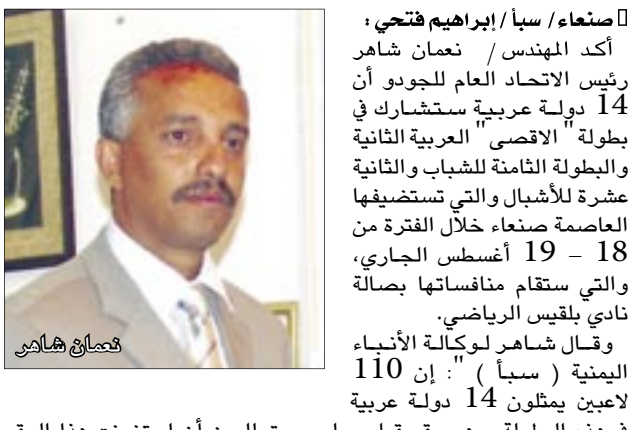 صنعاء/ سبأ /إبراهيم فتحي :
أكد المهندس / نعمان شاهر
رئيس الاتحاد العام للجودو أن
14 دولة عربية ستشارك في
بطولة " الاقصى" العربية الثانية
والبطولة الثامنة للشباب والثانية
عشرة للأشبال والتي تستضيفها
العاصمة صنعاء خلال الفترة من
18 – 19 أغسطس الجاري،
والتي ستقام منافساتها بصالة
نادي بلقيس الرياضي.
وقال شاهر لوكالة الأنباء
اليمنية ( سبأ ) ": إن 110
لاعبين يمثلون 14 دولة عربية
نعمان شاهر